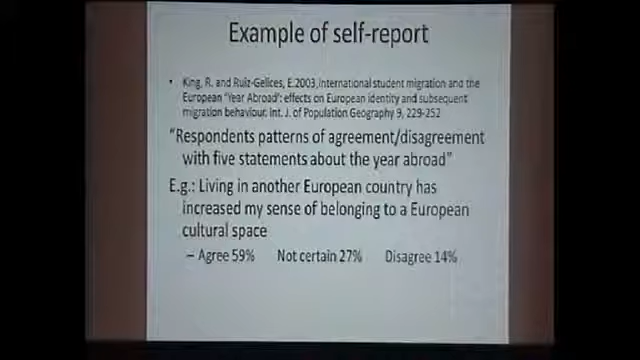 Example of self-report
• King, R. and Ruiz-Gelices, E.2003.International student migration and the
European "Year Abroad": effects on European identity and subsequent
migration behaviour. Int. J. of Population Geography 9, 229-252
"Respondents patterns of agreement/disagreement
with five statements about the year abroad"
E.g.: Living in another European country has
increased my sense of belonging to a European
cultural space
– Agree 59% Not certain 27% Disagree 14%